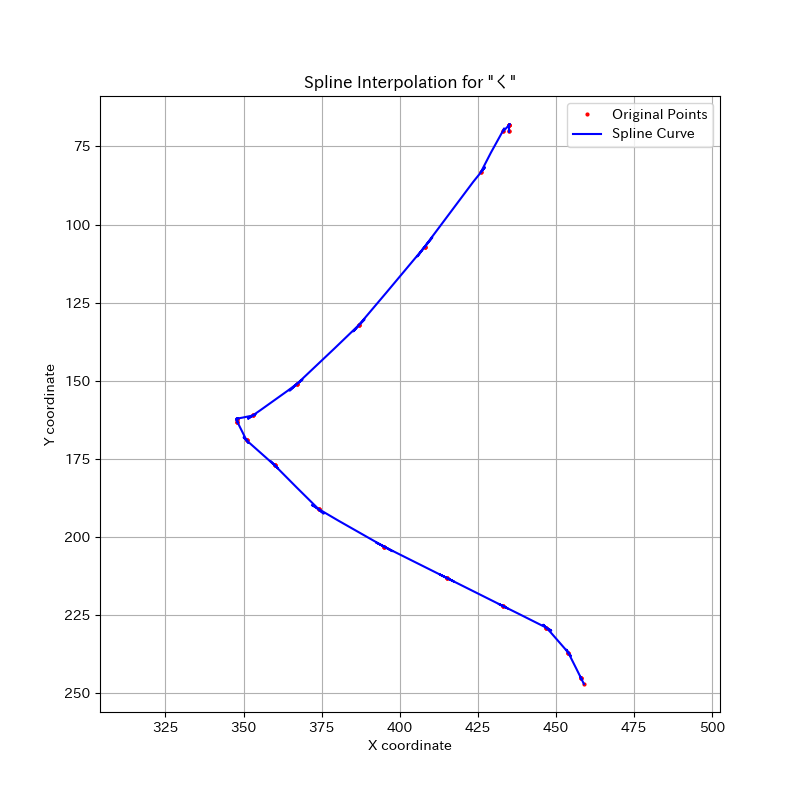 Spline Interpolation for "く"
Original Points
Spline Curve
Y coordinate
75
100
125
150
175
200
225
250
325 350 375 400 425 450 475 500
X coordinate